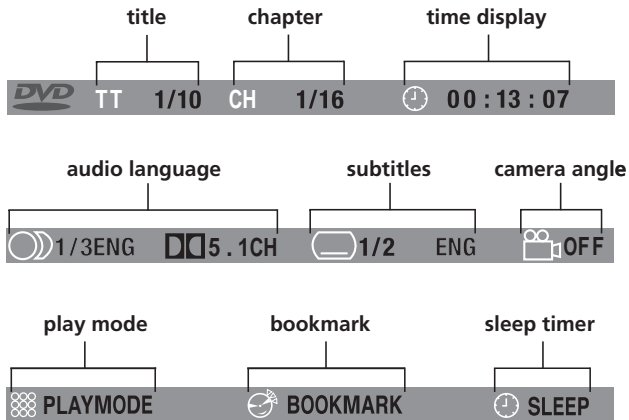 title chapter time display
DVD TT 1/10 CH 1/16 00:13:07
audio language subtitles camera angle
1/3ENG 5.1CH 1/2 ENG OFF
play mode bookmark sleep timer
PLAYMODE BOOKMARK SLEEP